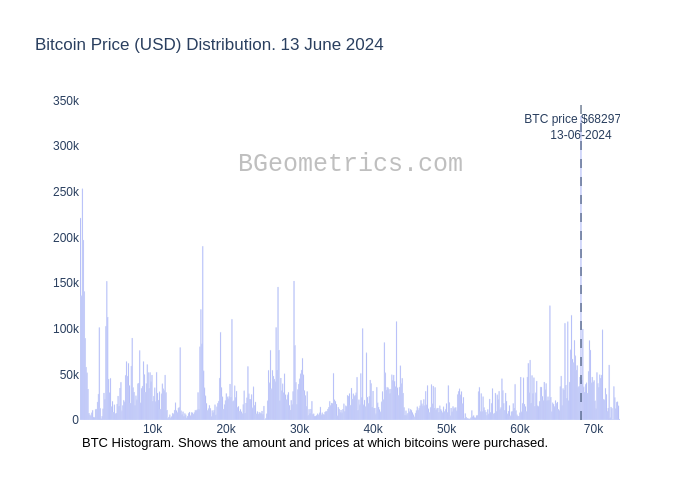 Bitcoin Price (USD) Distribution. 13 June 2024
350k
BTC price $68297
13-06-2024
300k
BGeometrics.com
250k
200k
150k
100k
50k
0
10k 20k 30k 40k 50k 60k 70k
BTC Histogram. Shows the amount and prices at which bitcoins were purchased.